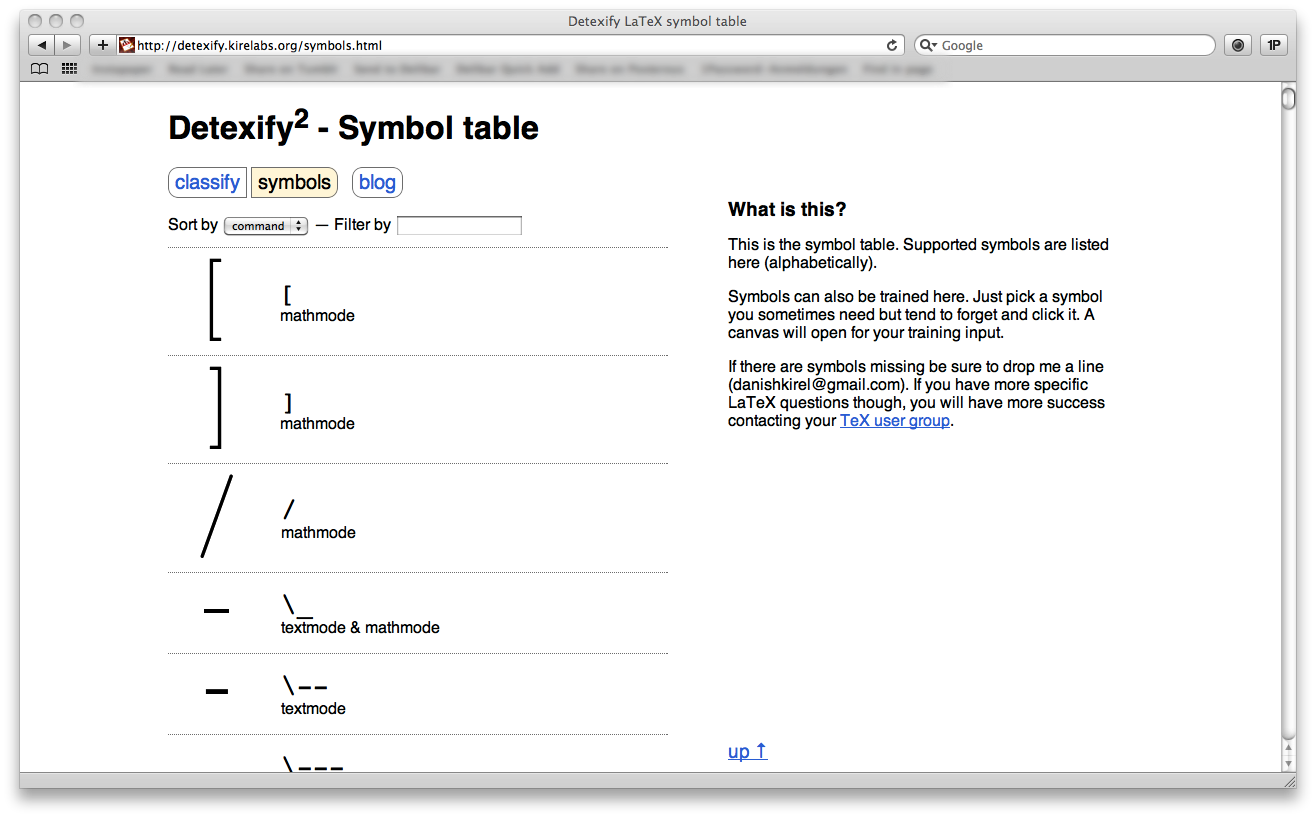 Detexify LaTeX symbol table
http://detexify.kirelabs.org/symbols.html
Google
1P
Detexify2 - Symbol table
classify symbols blog
Sort by command — Filter by
[
mathmode
]
mathmode
/
mathmode
\_
textmode & mathmode
\--
textmode
\---
What is this?
This is the symbol table. Supported symbols are listed
here (alphabetically).
Symbols can also be trained here. Just pick a symbol
you sometimes need but tend to forget and click it. A
canvas will open for your training input.
If there are symbols missing be sure to drop me a line
(danishkirel@gmail.com). If you have more specific
LaTeX questions though, you will have more success
contacting your TeX user group.
up ↑